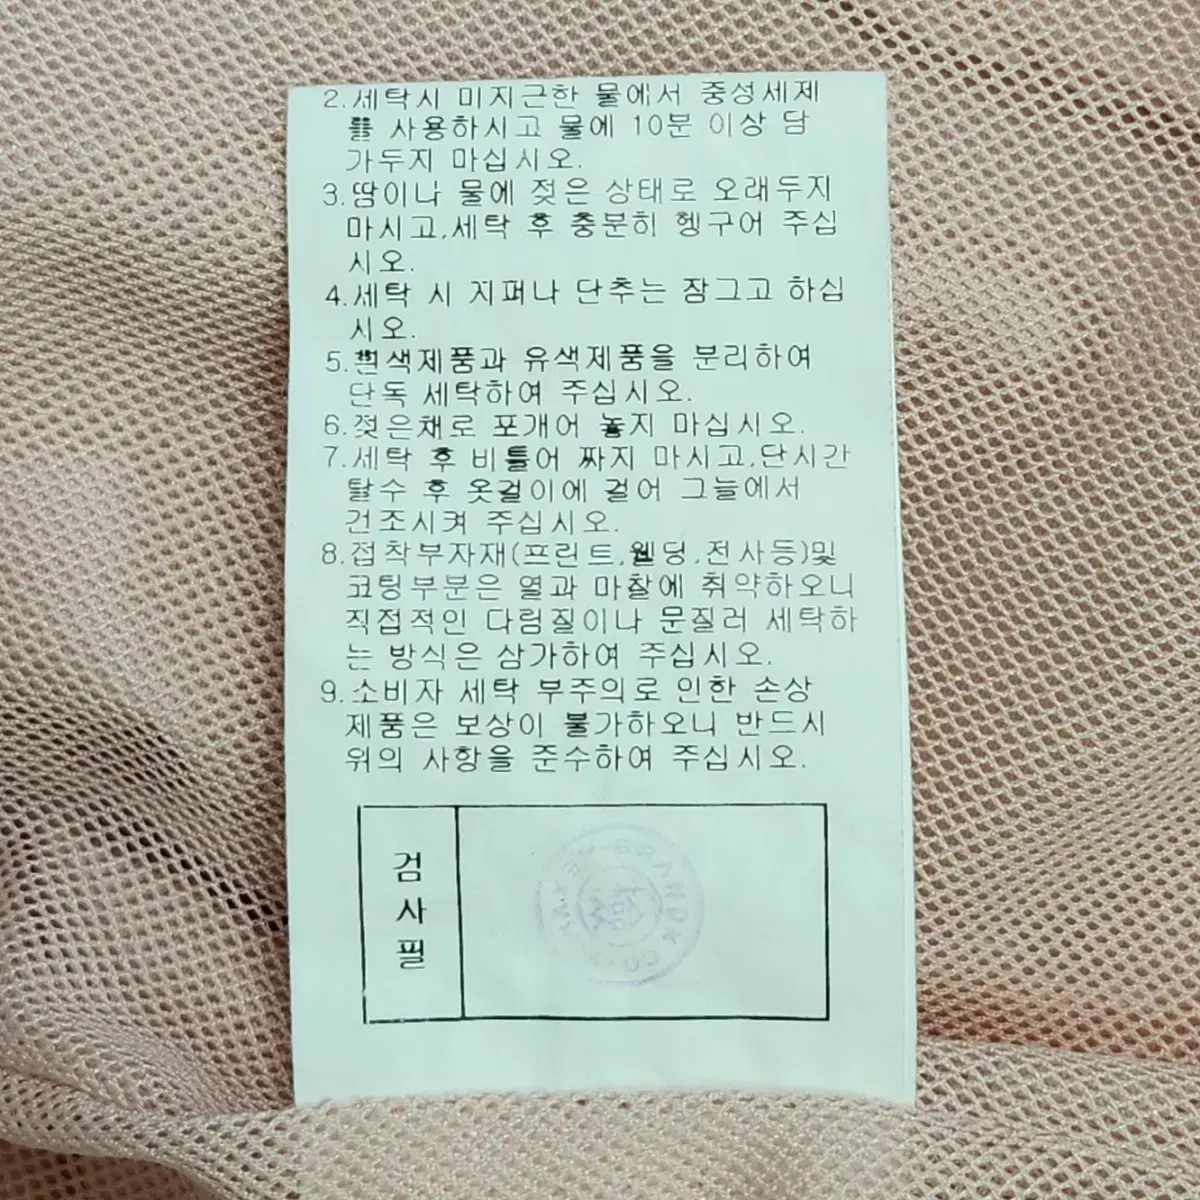 2.세탁시 미지근한 물에서 중성세제
를 사용하시고 물에 10분 이상 담
가두지 마십시오.
3.땀이나 물에 젖은 상태로 오래두지
마시고,세탁 후 충분히 헹구어 주십
시오.
4.세탁 시 지퍼나 단추는 잠그고 하십
시오.
5.흰색제품과 유색제품을 분리하여
단독 세탁하여 주십시오.
6.젖은채로 포개어 놓지 마십시오.
7.세탁 후 비틀어 짜지 마시고,단시간
탈수 후 옷걸이에 걸어 그늘에서
건조시켜 주십시오.
8.접착부자재(프린트,웰딩,전사등)및
코팅부분은 열과 마찰에 취약하오니
직접적인 다림질이나 문질러 세탁하
는 방식은 삼가하여 주십시오.
9.소비자 세탁 부주의로 인한 손상
제품은 보상이 불가하오니 반드시
위의 사항을 준수하여 주십시오.
검사필